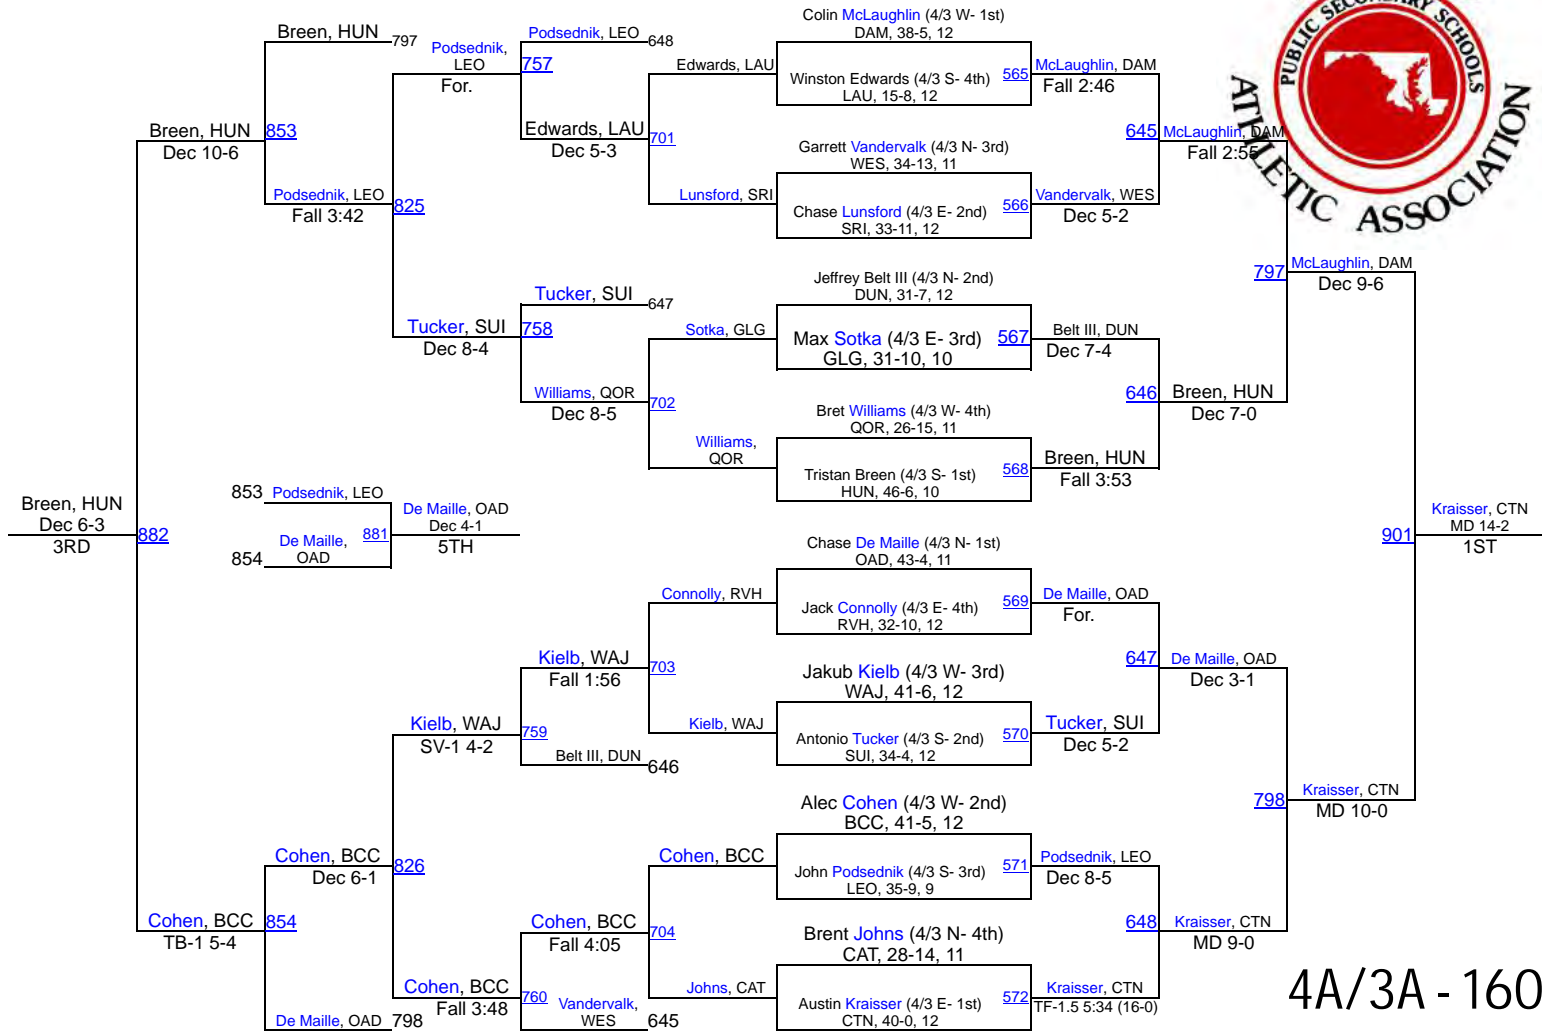 PUBLIC SECONDARY SCHOOLS
ATHLETIC ASSOCIATION
Colin McLaughlin (4/3 W- 1st)
DAM, 38-5, 12
Winston Edwards (4/3 S- 4th) 565
LAU, 15-8, 12
Garrett Vandervalk (4/3 N- 3rd)
WES, 34-13, 11
Chase Lunsford (4/3 E- 2nd) 566
SRI, 33-11, 12
Jeffrey Belt III (4/3 N- 2nd)
DUN, 31-7, 12
Max Sotka (4/3 E- 3rd) 567
GLG, 31-10, 10
Bret Williams (4/3 W- 4th)
QOR, 26-15, 11
Tristan Breen (4/3 S- 1st) 568
HUN, 46-6, 10
Chase De Maille (4/3 N- 1st)
OAD, 43-4, 11
Jack Connolly (4/3 E- 4th) 569
RVH, 32-10, 12
Jakub Kielb (4/3 W- 3rd)
WAJ, 41-6, 12
Antonio Tucker (4/3 S- 2nd) 570
SUI, 34-4, 12
Alec Cohen (4/3 W- 2nd)
BCC, 41-5, 12
John Podsednik (4/3 S- 3rd) 571
LEO, 35-9, 9
Brent Johns (4/3 N- 4th)
CAT, 28-14, 11
Austin Kraisser (4/3 E- 1st) 572
CTN, 40-0, 12
McLaughlin, DAM
Fall 2:46
Vandervalk, WES
Dec 5-2
Belt III, DUN
Dec 7-4
Breen, HUN
Fall 3:53
De Maille, OAD
For.
Tucker, SUI
Dec 5-2
Podsednik, LEO
Dec 8-5
Kraisser, CTN
TF-1.5 5:34 (16-0)
645 McLaughlin, DAM
Fall 2:55
646 Breen, HUN
Dec 7-0
647 De Maille, OAD
Dec 3-1
648 Kraisser, CTN
MD 9-0
797 McLaughlin, DAM
Dec 9-6
798 Kraisser, CTN
MD 10-0
901 Kraisser, CTN
MD 14-2
1ST
Edwards, LAU
Lunsford, SRI
Sotka, GLG
Williams,
QOR
Connolly, RVH
Kielb, WAJ
Cohen, BCC
Johns, CAT
Podsednik, LEO 648
Edwards, LAU 701
Dec 5-3
Tucker, SUI 647
Williams, QOR 702
Dec 8-5
Kielb, WAJ 703
Fall 1:56
Belt III, DUN 646
Cohen, BCC 704
Fall 4:05
Vandervalk,
WES 645
Podsednik,
LEO 757
For.
Tucker, SUI 758
Dec 8-4
Kielb, WAJ 759
SV-1 4-2
Cohen, BCC 760
Fall 3:48
Breen, HUN 797
Podsednik, LEO 825
Fall 3:42
Cohen, BCC 826
Dec 6-1
De Maille, OAD 798
Breen, HUN 853
Dec 10-6
Cohen, BCC 854
TB-1 5-4
853 Podsednik, LEO
854 De Maille,
OAD
881 De Maille, OAD
Dec 4-1
5TH
Breen, HUN
Dec 6-3
3RD
882
4A/3A - 160